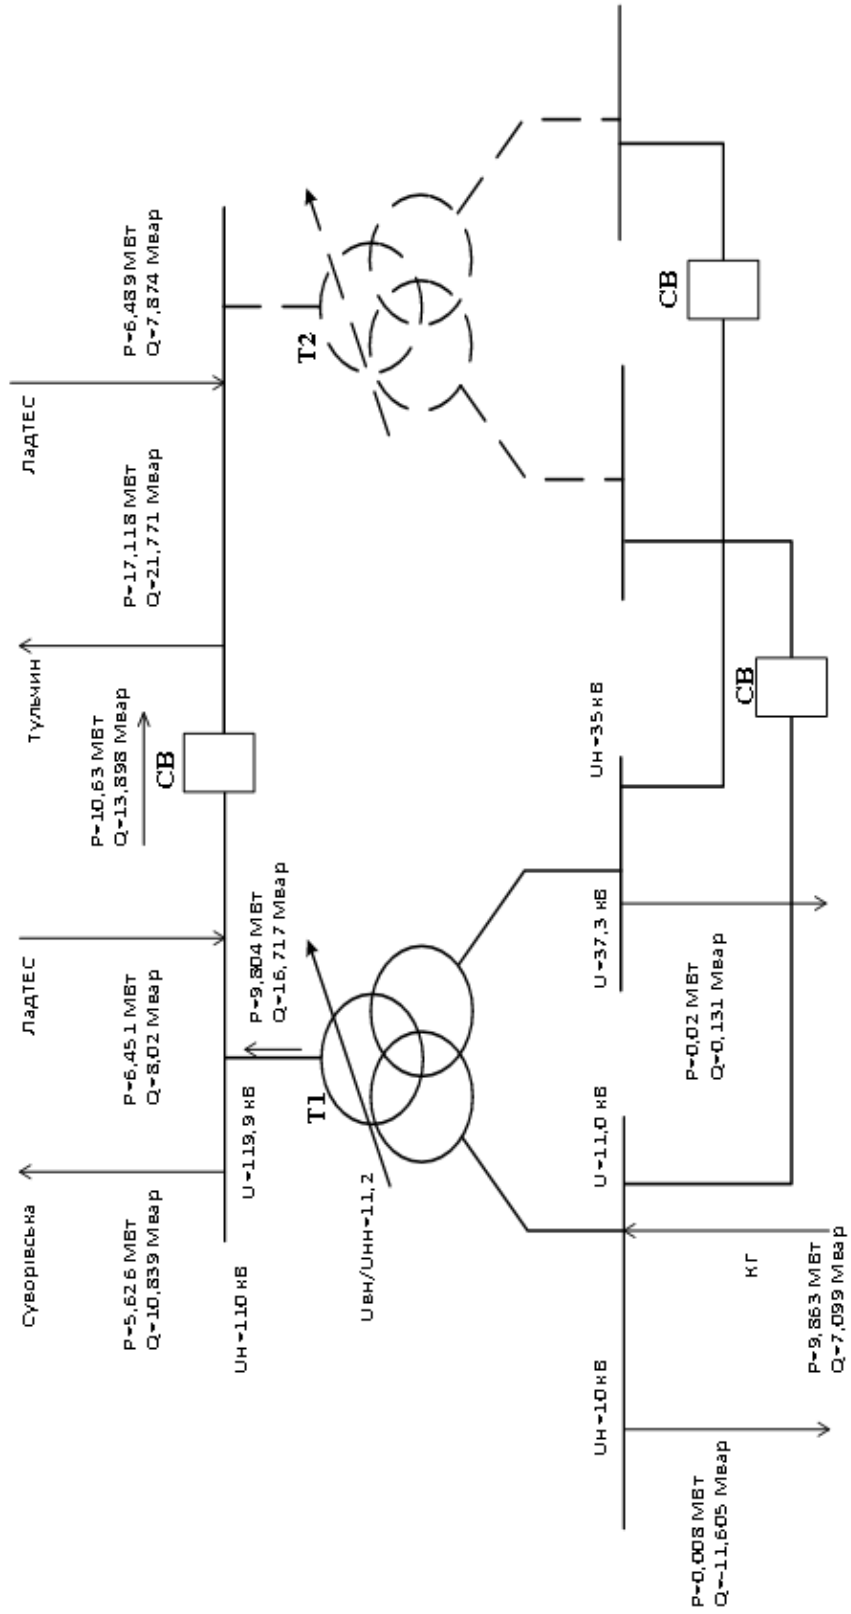 Суворівська
P=5,626 МВт
Q=10,839 Мвар
ЛадТЕС
P=6,451 МВт
Q=8,02 Мвар
P=10,63 МВт
Q=13,898 Мвар
СВ
Тульчин
P=17,118 МВт
Q=21,771 Мвар
ЛадТЕС
P=6,489 МВт
Q=7,874 Мвар
Uн=110 кВ
U=119,9 кВ
P=9,804 МВт
Q=16,717 Мвар
T1
T2
Uвн/Uнн=11,2
Uн=10кВ
U=11,0 кВ
U=37,3 кВ
Uн=35кВ
СВ
СВ
P=0,008 МВт
Q=-11,605 Мвар
КГ
P=9,863 МВт
Q=7,099 Мвар
P=0,02 МВт
Q=0,131 Мвар